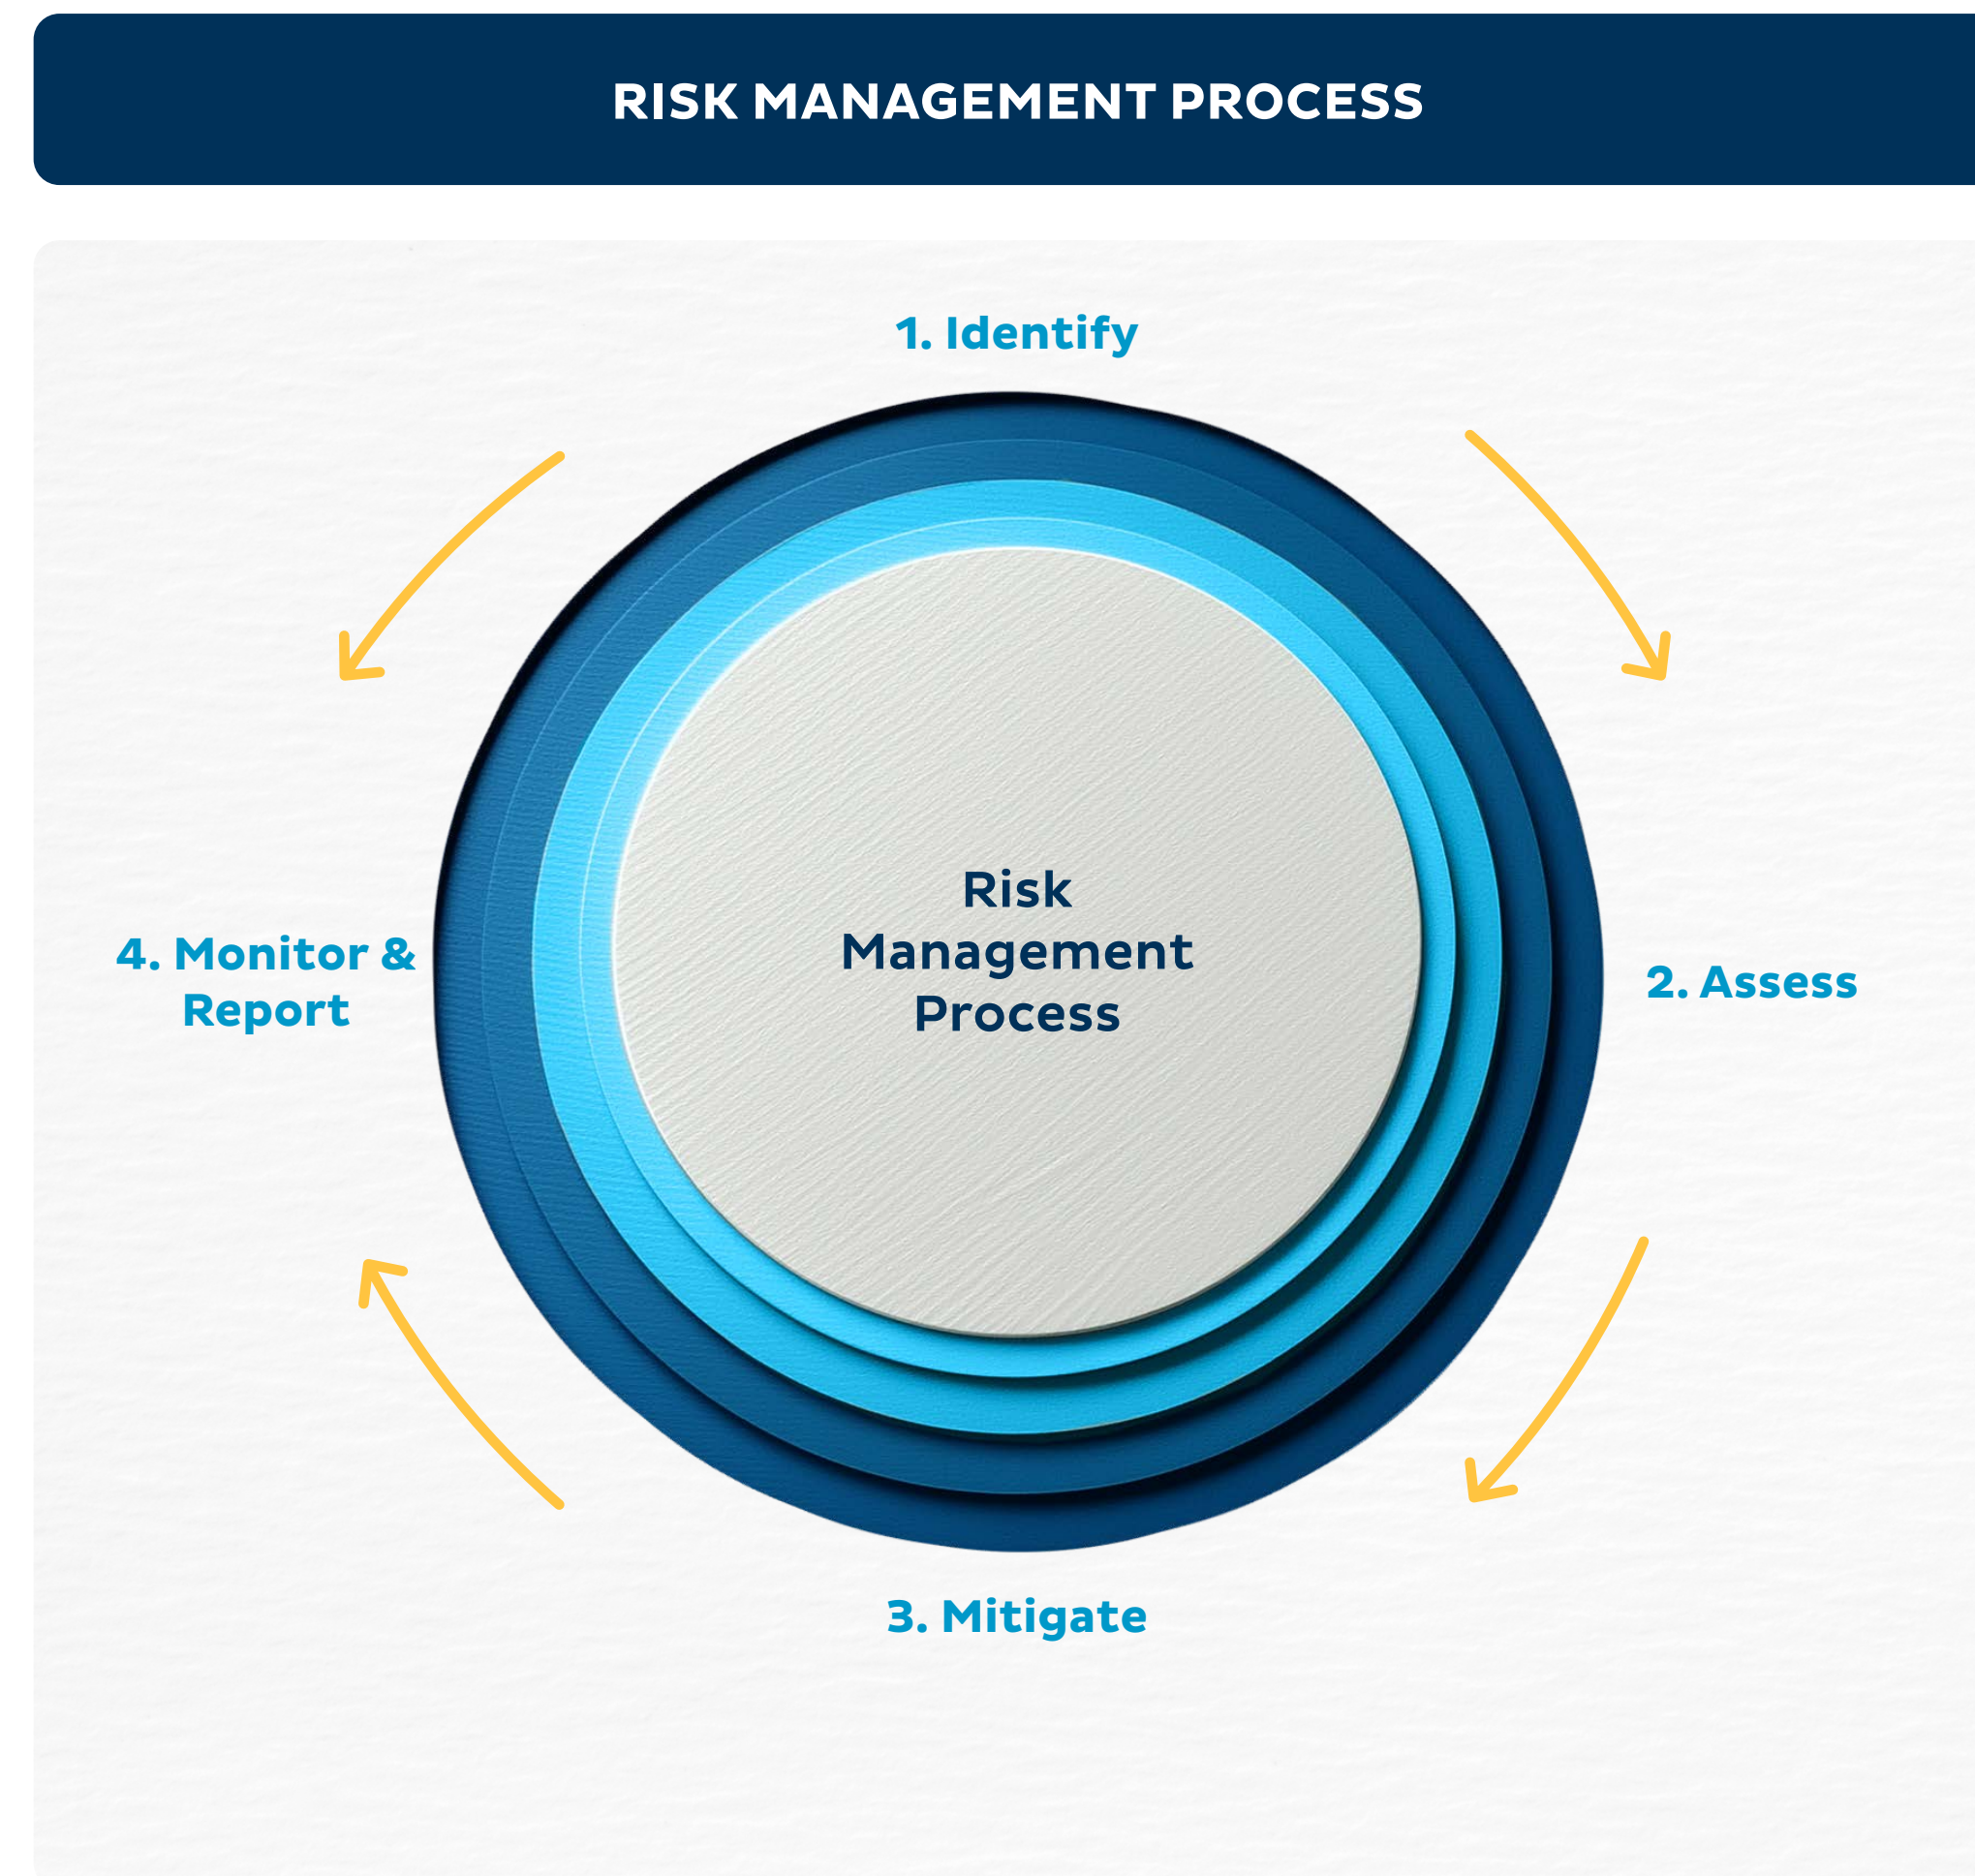 RISK MANAGEMENT PROCESS
1. Identify
Risk
Management
Process
4. Monitor &
Report
2. Assess
3. Mitigate